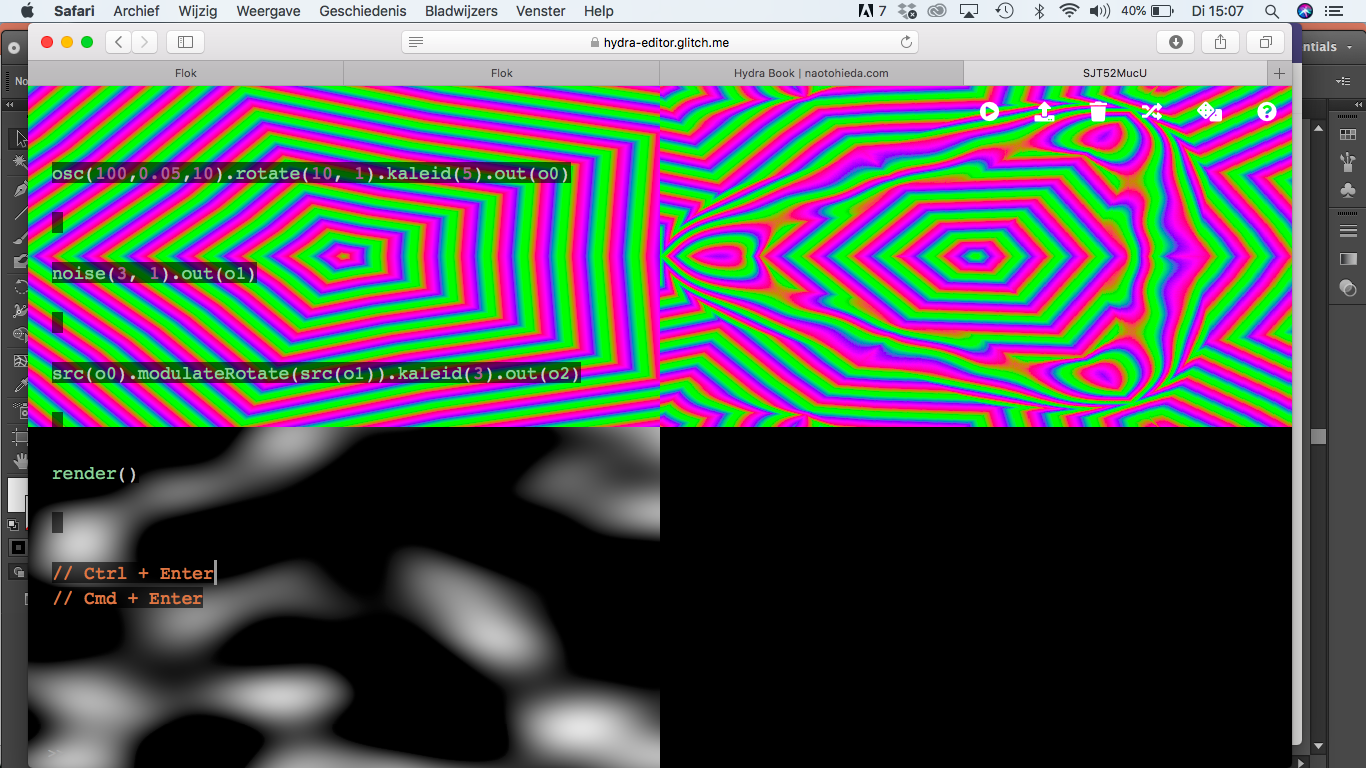 Safari Archief Wijzig Weergave Geschiedenis Bladwijzers Venster Help 7 40% Di 15:07
hydra-editor.glitch.me
ntials
No
Flok Flok Hydra Book | naotohieda.com SJT52MucU
osc(100,0.05,10).rotate(10, 1).kaleid(5).out(o0)
noise(3, 1).out(o1)
src(o0).modulateRotate(src(o1)).kaleid(3).out(o2)
render()
// Ctrl + Enter
// Cmd + Enter
>